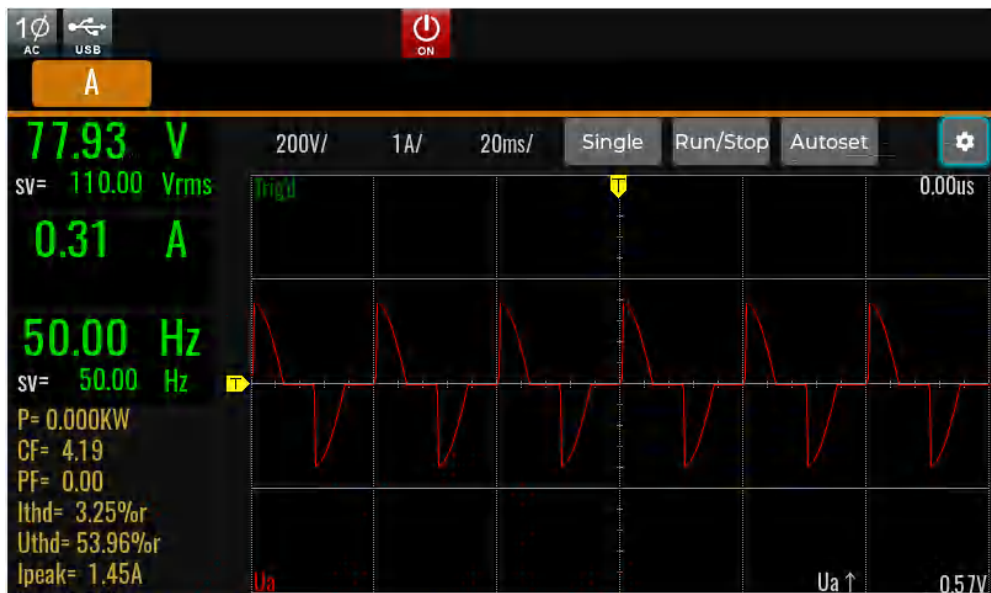 1Ø
AC
USB
ON
A
77.93 V
sv= 110.00 Vrms
0.31 A
50.00 Hz
sv= 50.00 Hz
P= 0.000KW
CF= 4.19
PF= 0.00
Ithd= 3.25%r
Uthd= 53.96%r
Ipeak= 1.45A
200V/ 1A/ 20ms/ Single Run/Stop Autoset
Trig'd T 0.00us
T
Ua Ua↑ 0.57V